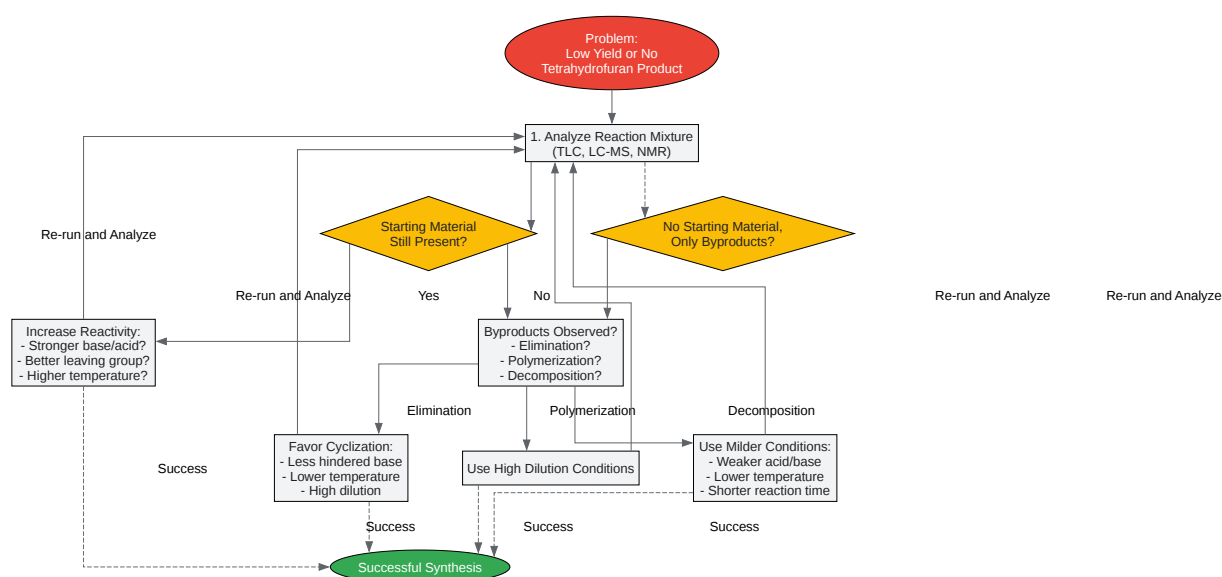 Problem:
Low Yield or No
Tetrahydrofuran Product
1. Analyze Reaction Mixture
(TLC, LC-MS, NMR)
Starting Material
Still Present?
No Starting Material,
Only Byproducts?
Re-run and Analyze
Re-run and Analyze
Yes
No
Re-run and Analyze
Re-run and Analyze
Increase Reactivity:
- Stronger base/acid?
- Better leaving group?
- Higher temperature?
Byproducts Observed?
- Elimination?
- Polymerization?
- Decomposition?
Elimination
Polymerization
Decomposition
Favor Cyclization:
- Less hindered base
- Lower temperature
- High dilution
Use High Dilution Conditions
Use Milder Conditions:
- Weaker acid/base
- Lower temperature
- Shorter reaction time
Success
Success
Success
Success
Successful Synthesis